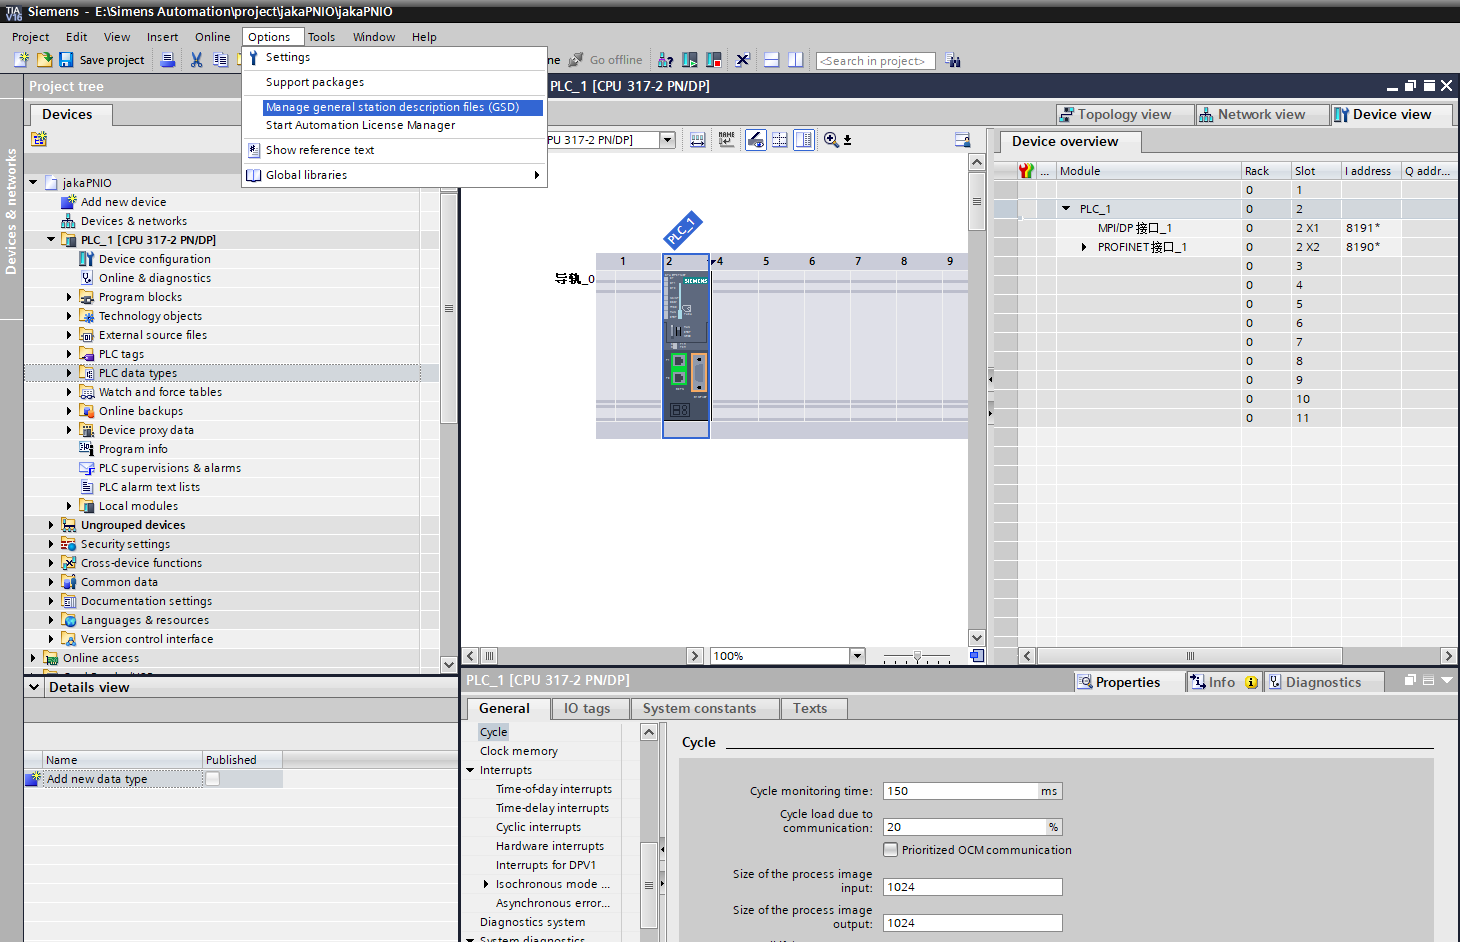 Siemens - E:\Simens Automation\project\jakaPNIO\jakaPNIO
Project Edit View Insert Online Options Tools Window Help
Save project
Go offline
<Search in project>
Settings
Support packages
Manage general station description files (GSD)
Start Automation License Manager
Show reference text
Global libraries
Project tree
Devices
Devices & networks
jakaPNIO
Add new device
Devices & networks
PLC_1 [CPU 317-2 PN/DP]
Device configuration
Online & diagnostics
Program blocks
Technology objects
External source files
PLC tags
PLC data types
Watch and force tables
Online backups
Device proxy data
Program info
PLC supervisions & alarms
PLC alarm text lists
Local modules
Ungrouped devices
Security settings
Cross-device functions
Common data
Documentation settings
Languages & resources
Version control interface
Online access
Details view
Name Published
Add new data type
PLC_1 [CPU 317-2 PN/DP]
Topology view Network view Device view
CPU 317-2 PN/DP]
PLC_1
1 2 4 5 6 7 8 9
导轨_0
SIEMENS
100%
Device overview
... Module Rack Slot I address Q addr...
0 1
PLC_1 0 2
MPI/DP 接口_1 0 2 X1 8191*
PROFINET接口_1 0 2 X2 8190*
0 3
0 4
0 5
0 6
0 7
0 8
0 9
0 10
0 11
PLC_1 [CPU 317-2 PN/DP]
Properties Info Diagnostics
General IO tags System constants Texts
Cycle
Clock memory
Interrupts
Time-of-day interrupts
Time-delay interrupts
Cyclic interrupts
Hardware interrupts
Interrupts for DPV1
Isochronous mode ...
Asynchronous error...
Diagnostics system
System diagnostics
Cycle
Cycle monitoring time: 150 ms
Cycle load due to
communication: 20 %
Prioritized OCM communication
Size of the process image
input: 1024
Size of the process image
output: 1024